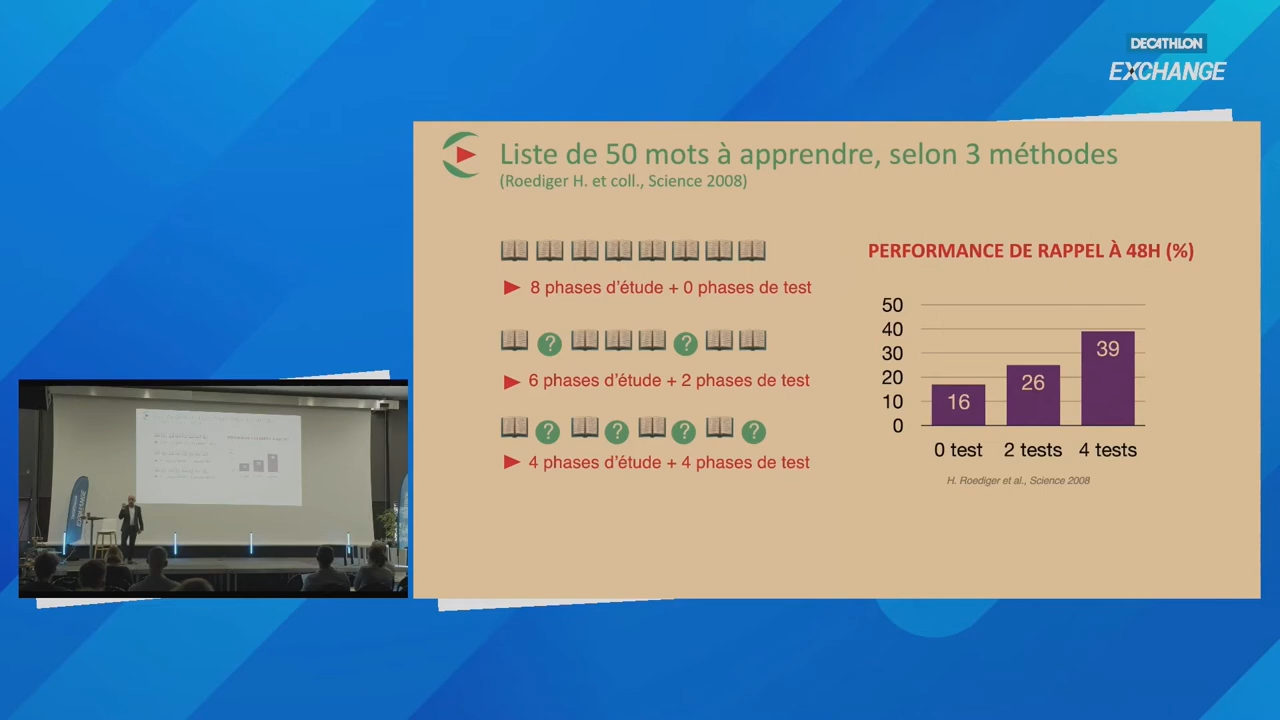 DECATHLON
EXCHANGE
Liste de 50 mots à apprendre, selon 3 méthodes
(Roediger H. et coll., Science 2008)
8 phases d'étude + 0 phases de test
?
?
6 phases d'étude + 2 phases de test
?
?
?
?
4 phases d'étude + 4 phases de test
PERFORMANCE DE RAPPEL À 48H (%)
50
40
30
20
10
0
16
26
39
0 test
2 tests
4 tests
H. Roediger et al., Science 2008
EXCHANGE